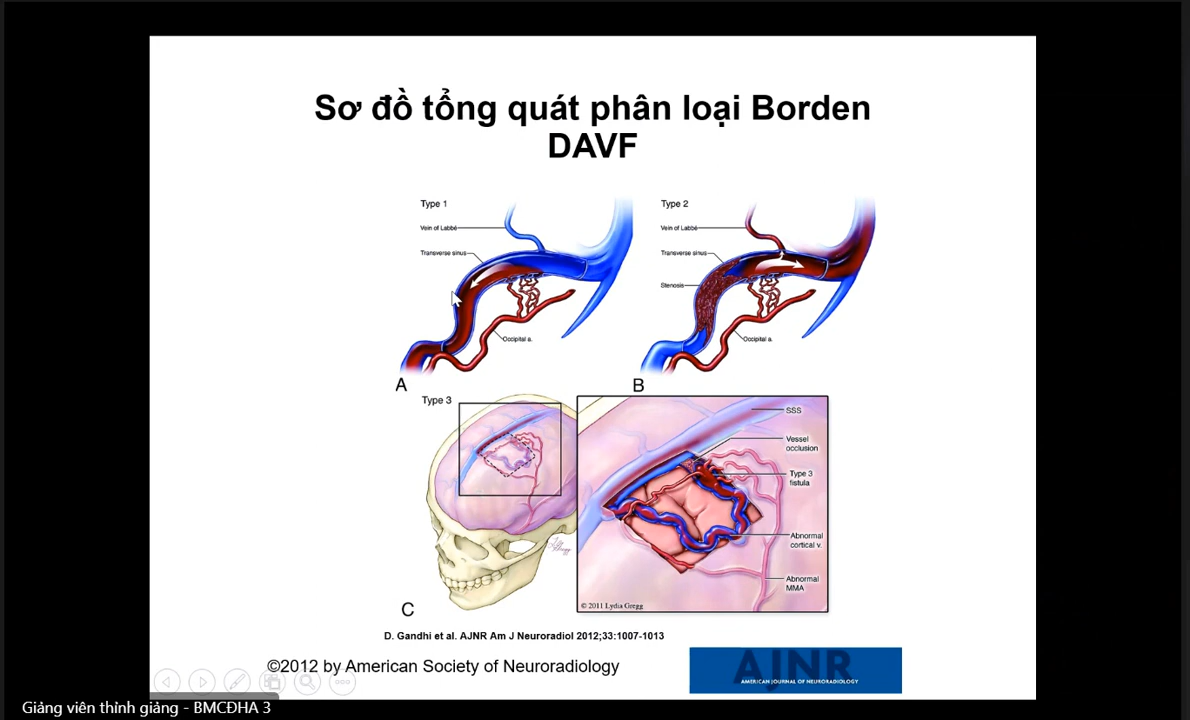 Sơ đồ tổng quát phân loại Borden
DAVF
Type 1
Vein of Labbé
Transverse sinus
Occipital a.
A
Type 2
Vein of Labbé
Transverse sinus
Stenosis
Occipital a.
B
Type 3
C
SSS
Vessel
occlusion
Type 3
fistula
Abnormal
cortical v.
Abnormal
MMA
© 2011 Lydia Gregg
D. Gandhi et al. AJNR Am J Neuroradiol 2012;33:1007-1013
©2012 by American Society of Neuroradiology
AJNR
AMERICAN JOURNAL OF NEURORADIOLOGY
Giảng viên thỉnh giảng - BMCĐHA 3